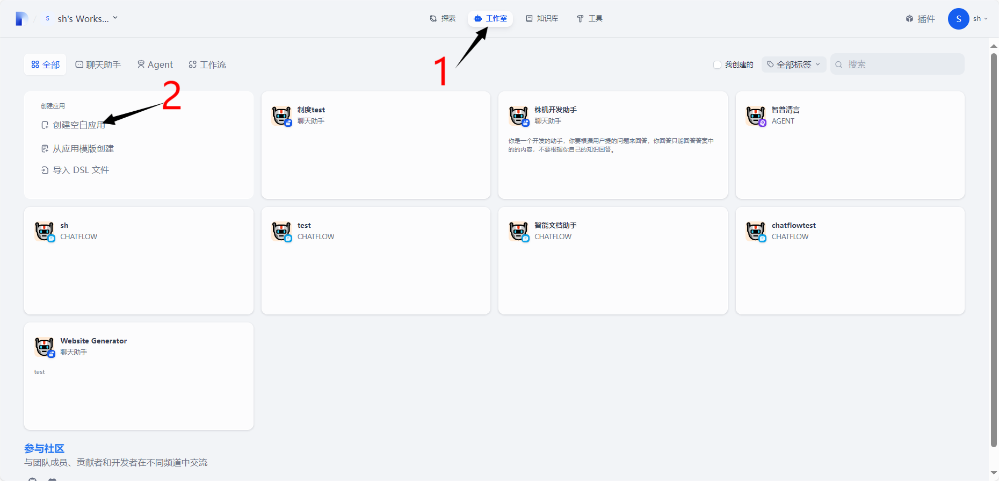 S sh's Works...
探索
工作室
知识库
工具
插件
S sh
1
全部
聊天助手
Agent
工作流
我创建的
全部标签
搜索
2
创建应用
创建空白应用
从应用模版创建
导入 DSL 文件
制度test
聊天助手
株机开发助手
聊天助手
你是一个开发的助手，你要根据用户提的问题来回答，你回答只能回答答案中
的的内容，不要根据你自己的知识回答。
智普清言
AGENT
sh
CHATFLOW
test
CHATFLOW
智能文档助手
CHATFLOW
chatflowtest
CHATFLOW
Website Generator
聊天助手
test
参与社区
与团队成员、贡献者和开发者在不同频道中交流